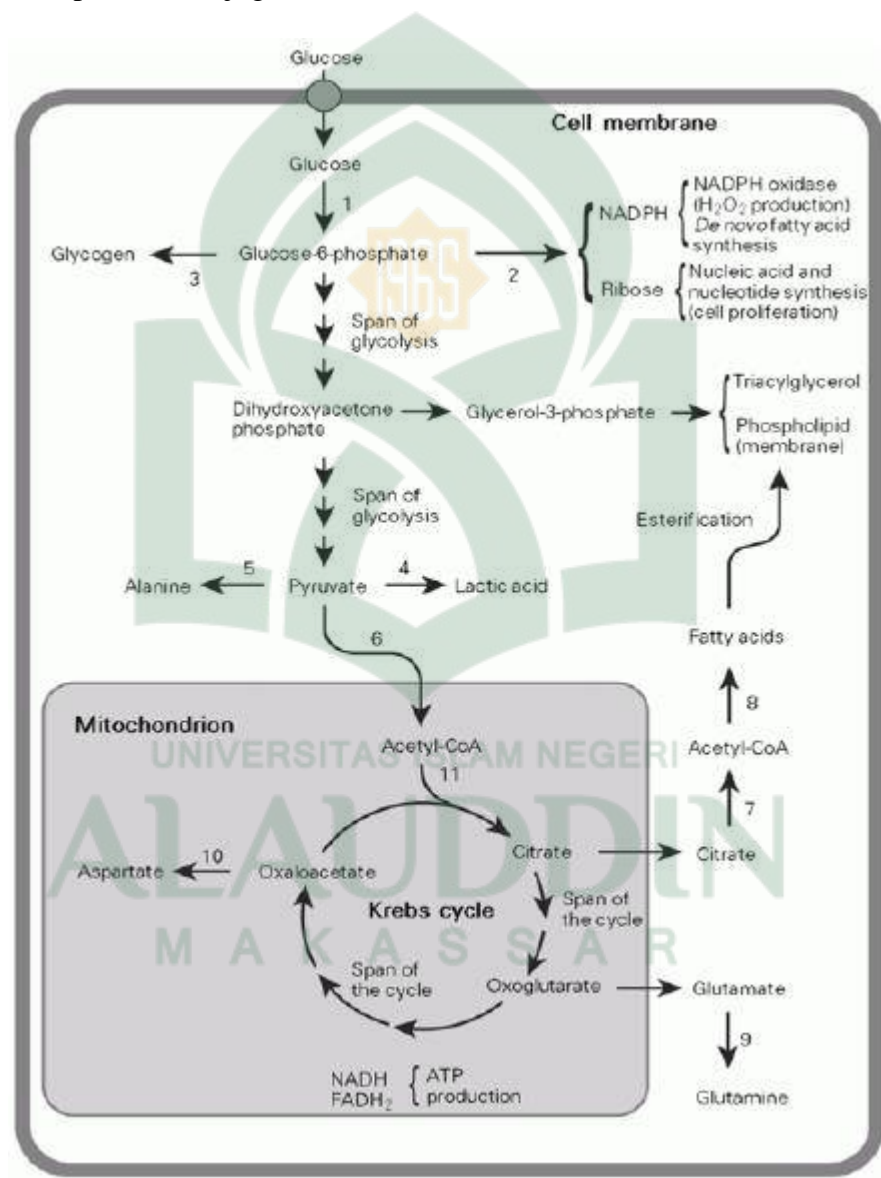 Glucose
Cell membrane
Glucose
1
NADPH
NADPH oxidase
(H₂O₂ production)
De novo fatty acid
synthesis
Glycogen
3
Glucose-6-phosphate
2
Ribose
Nucleic acid and
nucleotide synthesis
(cell proliferation)
1965
Span of
glycolysis
Dihydroxyacetone
phosphate
Glycerol-3-phosphate
Triacylglycerol
Phospholipid
(membrane)
Span of
glycolysis
Esterification
Alanine
5
Pyruvate
4
Lactic acid
6
Fatty acids
8
Mitochondrion
Acetyl-CoA
Acetyl-CoA
UNIVERSITAS ISLAM NEGERI
11
7
ALAUDDIN
Aspartate
10
Oxaloacetate
Citrate
Citrate
Krebs cycle
Span of
the cycle
MAKASSAR
Span of
the cycle
Oxoglutarate
Glutamate
9
NADH
FADH₂
ATP
production
Glutamine